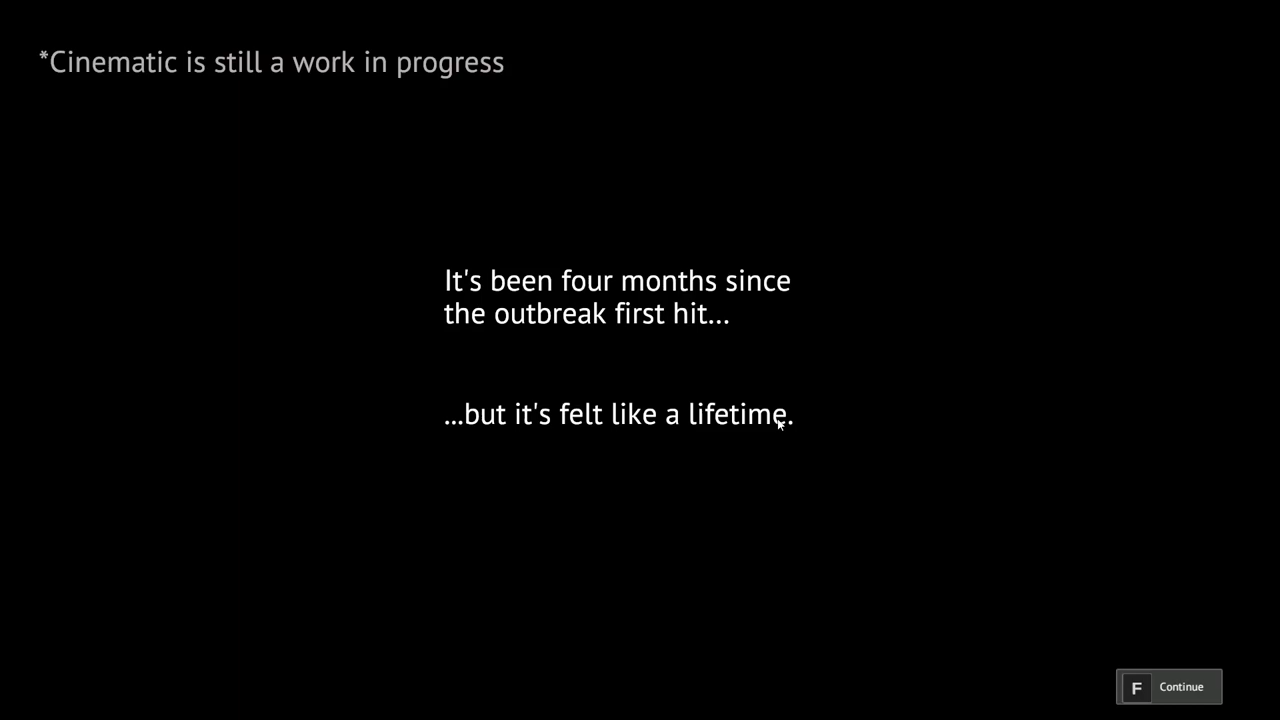 *Cinematic is still a work in progress
It's been four months since
the outbreak first hit...
...but it's felt like a lifetime.
F Continue